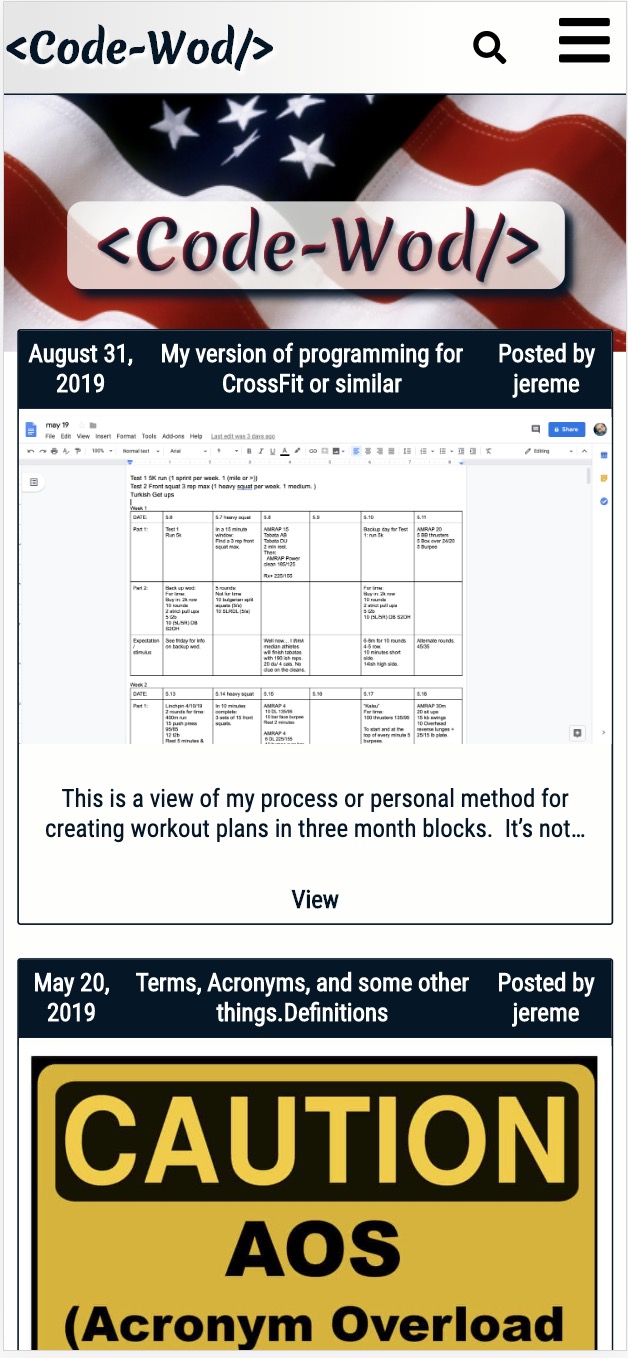 <Code-Wod/>
<Code-Wod/>
August 31, 2019
My version of programming for CrossFit or similar
Posted by jereme
may 19
File Edit View Insert Format Tools Add-ons Help Last edit was 3 days ago
Share
100% Normal text Arial 9 B I U A Editing
Test 1 5K run (1 sprint per week. 1 (mile or >))
Test 2 Front squat 3 rep max (1 heavy squat per week. 1 medium. )
Turkish Get ups
Week 1
DATE: 5.6 5.7 heavy squat 5.8 5.9 5.10 5.11
Part 1:
Test 1
Run 5k
In a 15 minute
window:
Find a 3 rep front
squat max.
AMRAP 15
Tabata AB
Tabata DU
2 min rest.
Then:
AMRAP Power
clean 185/125
Rx+ 225/155
Backup day for Test
1: run 5k
AMRAP 20
5 BB thrusters
5 Box over 24/20
5 Burpee
Part 2:
Back up wod:
For time:
Buy in: 2k row
10 rounds
2 strict pull ups
5 t2b
10 (5L/5R) DB
S2OH
5 rounds:
Not for time
10 bulgarian split
squats (5/s)
10 SLRDL (5/s)
For time:
Buy in: 2k row
10 rounds
2 strict pull ups
5 t2b
10 (5L/5R) DB S2OH
Expectation
/
stimulus
See friday for info
on backup wod.
Well now... I think
median athletes
will finish tabatas
with 190 ish reps.
20 du/ 4 cals. No
clue on the cleans.
6-8m for 10 rounds.
4-5 row.
10 minutes short
side.
14ish high side.
Alternate rounds.
45/35
Week 2
DATE: 5.13 5.14 heavy squat 5.15 5.16 5.17 5.18
Part 1:
Linchpin 4/10/19
2 rounds for time:
400m run
15 push press
95/65
12 t2b
Rest 5 minutes &
In 10 minutes
complete:
3 sets of 15 front
squats.
AMRAP 4
10 DL 135/95
10 bar face burpee
Rest 2 minutes
AMRAP 4
8 DL 225/155
"Kalsu"
For time:
100 thrusters 135/95
To start and at the
top of every minute 5
burpees.
AMRAP 30m
20 sit ups
15 kb swings
10 Overhead
reverse lunges +
25/15 lb plate.
This is a view of my process or personal method for
creating workout plans in three month blocks.  It's not...
View
May 20, 2019
Terms, Acronyms, and some other things.Definitions
Posted by jereme
CAUTION
AOS
(Acronym Overload